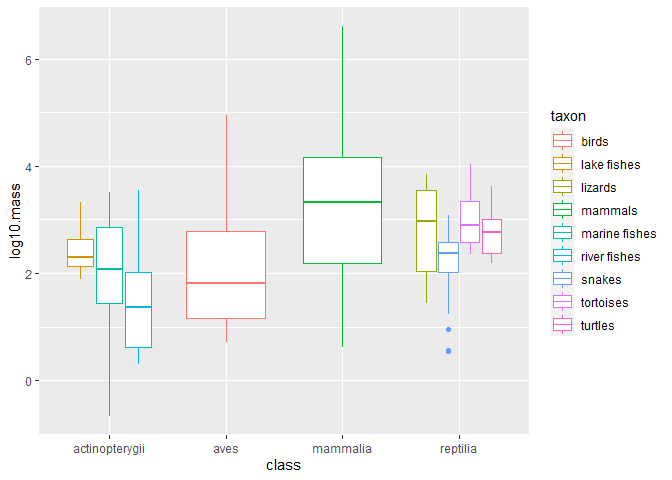 taxon
birds
lake fishes
lizards
mammals
marine fishes
river fishes
snakes
tortoises
turtles
log10.mass
6
4
2
0
actinopterygii aves mammalia reptilia
class